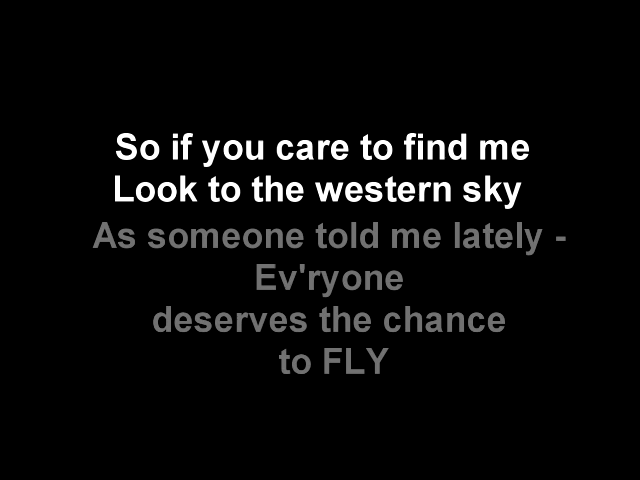 So if you care to find me
Look to the western sky
As someone told me lately -
Ev'ryone
deserves the chance
to FLY